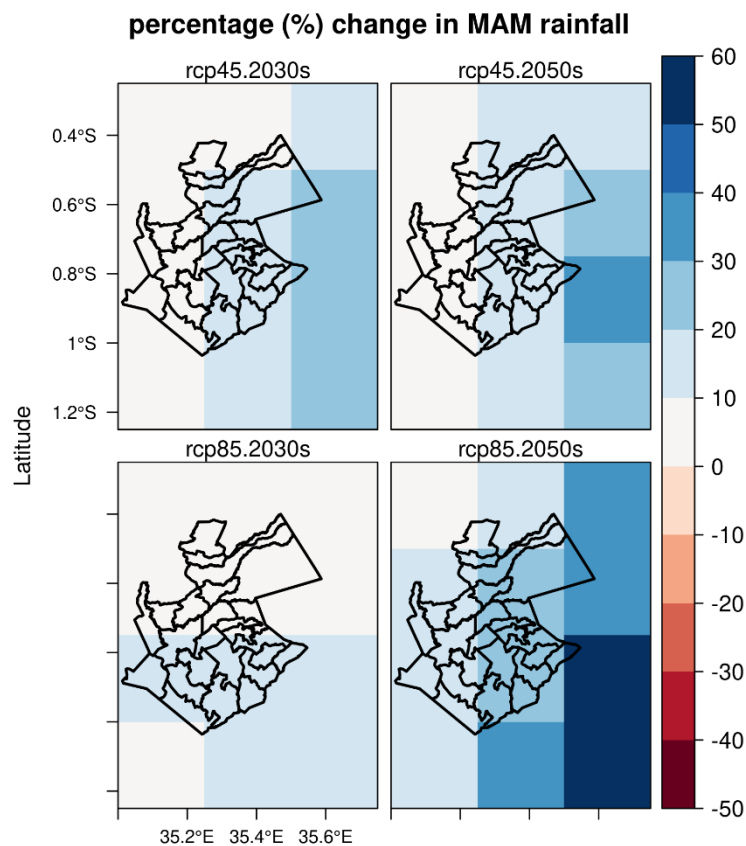 percentage (%) change in MAM rainfall
rcp45.2030s
rcp45.2050s
0.4°S
0.6°S
0.8°S
1°S
1.2°S
Latitude
rcp85.2030s
rcp85.2050s
35.2°E 35.4°E 35.6°E
60
50
40
30
20
10
0
-10
-20
-30
-40
-50